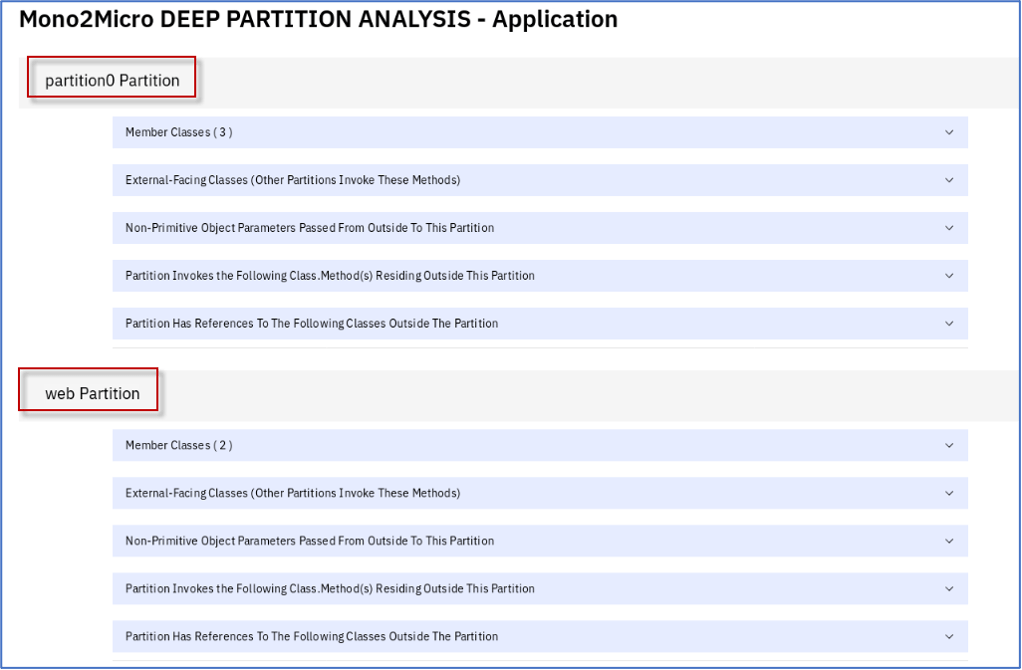 Mono2Micro DEEP PARTITION ANALYSIS - Application
partition0 Partition
Member Classes ( 3 )
External-Facing Classes (Other Partitions Invoke These Methods)
Non-Primitive Object Parameters Passed From Outside To This Partition
Partition Invokes the Following Class.Method(s) Residing Outside This Partition
Partition Has References To The Following Classes Outside The Partition
web Partition
Member Classes ( 2 )
External-Facing Classes (Other Partitions Invoke These Methods)
Non-Primitive Object Parameters Passed From Outside To This Partition
Partition Invokes the Following Class.Method(s) Residing Outside This Partition
Partition Has References To The Following Classes Outside The Partition